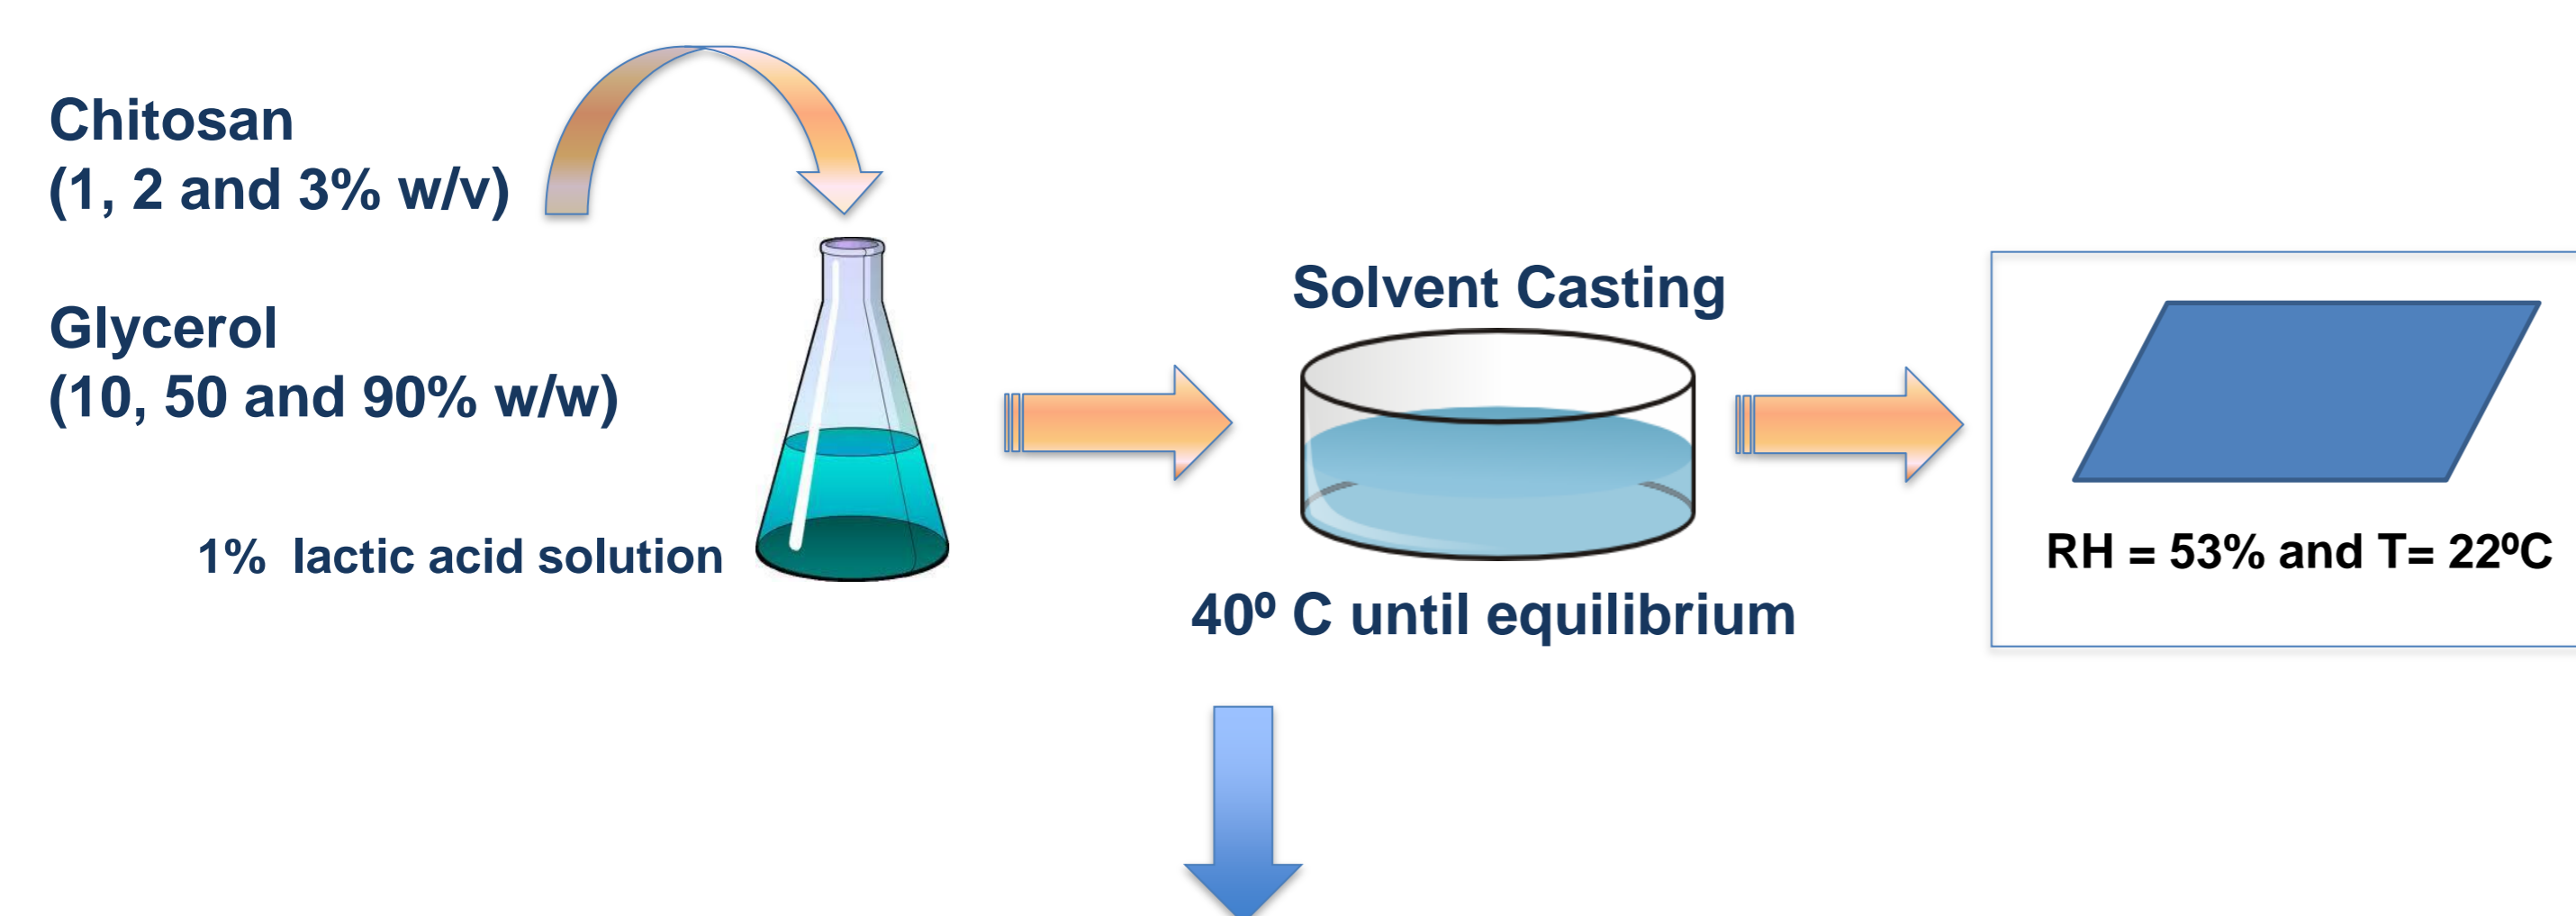 Chitosan
(1, 2 and 3% w/v)
Glycerol
(10, 50 and 90% w/w)
1% lactic acid solution
Solvent Casting
40º C until equilibrium
RH = 53% and T= 22ºC